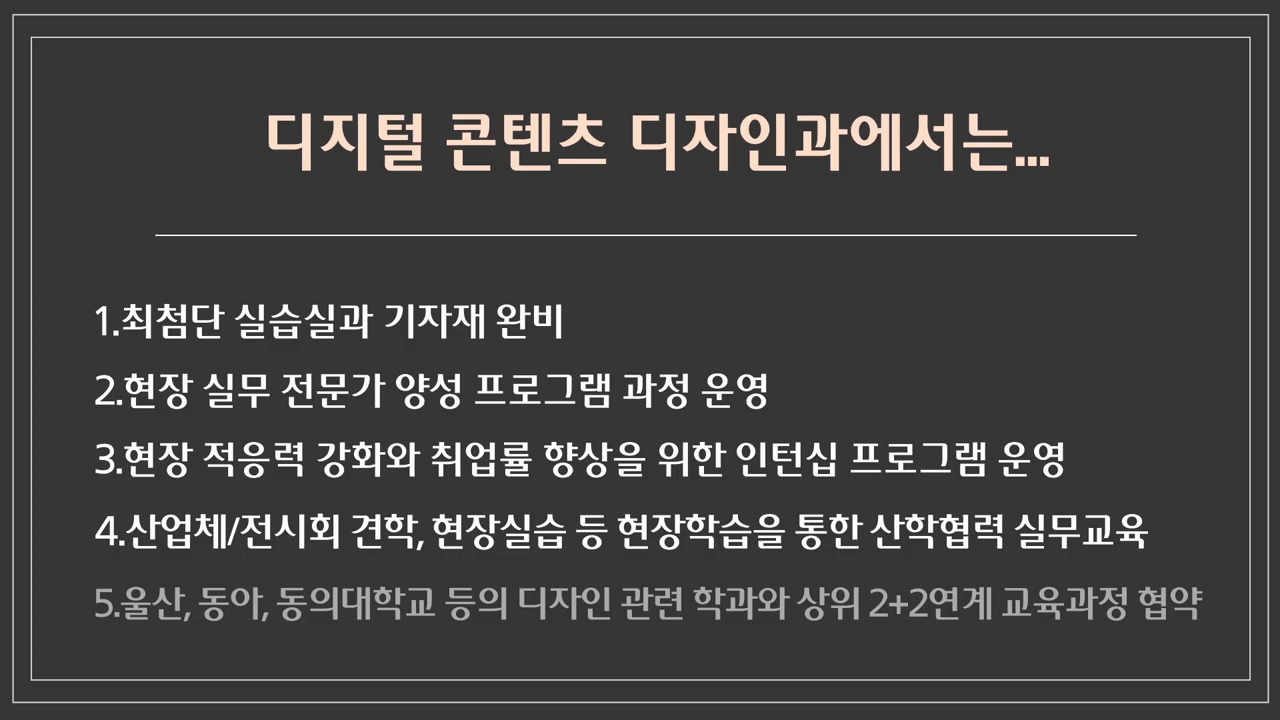 디지털 콘텐츠 디자인과에서는...
1.최첨단 실습실과 기자재 완비
2.현장 실무 전문가 양성 프로그램 과정 운영
3.현장 적응력 강화와 취업률 향상을 위한 인턴십 프로그램 운영
4.산업체/전시회 견학, 현장실습 등 현장학습을 통한 산학협력 실무교육
5.울산, 동아, 동의대학교 등의 디자인 관련 학과와 상위 2+2연계 교육과정 협약